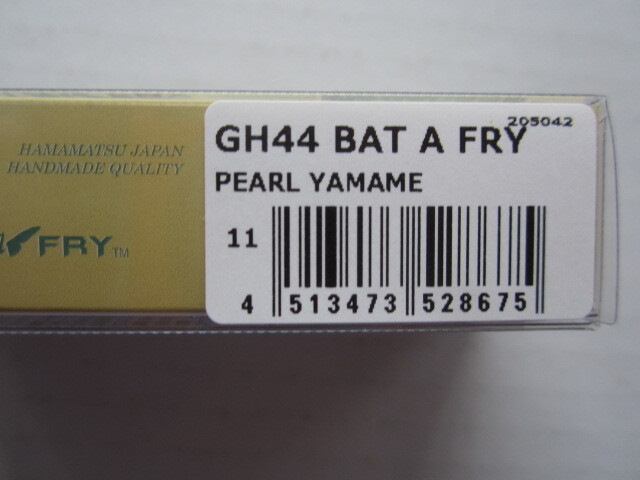 HAMAMATSU JAPAN
HANDMADE QUALITY
FRY™
205042
GH44 BAT A FRY
PEARL YAMAME
11
4 513473 528675